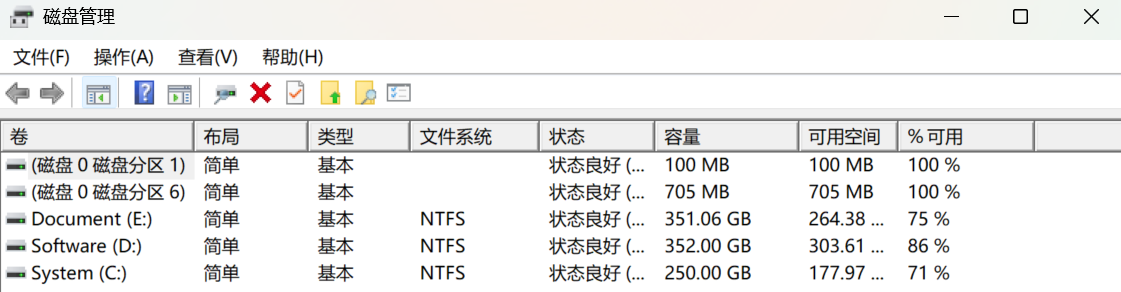 磁盘管理
文件(F) 操作(A) 查看(V) 帮助(H)
卷 布局 类型 文件系统 状态 容量 可用空间 % 可用
(磁盘 0 磁盘分区 1) 简单 基本 状态良好 (... 100 MB 100 MB 100 %
(磁盘 0 磁盘分区 6) 简单 基本 状态良好 (... 705 MB 705 MB 100 %
Document (E:) 简单 基本 NTFS 状态良好 (... 351.06 GB 264.38 ... 75 %
Software (D:) 简单 基本 NTFS 状态良好 (... 352.00 GB 303.61 ... 86 %
System (C:) 简单 基本 NTFS 状态良好 (... 250.00 GB 177.97 ... 71 %